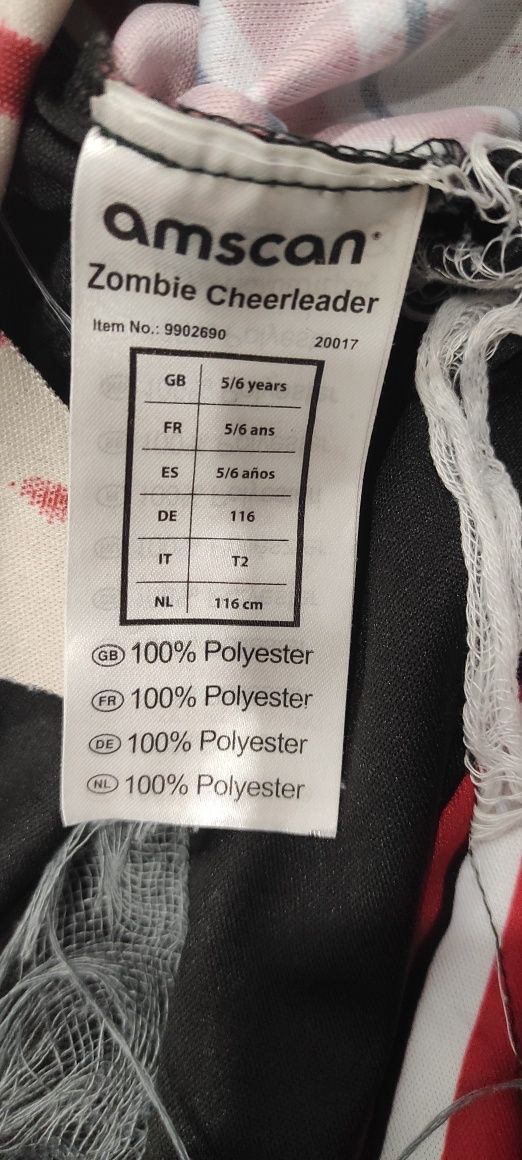 amscan
Zombie Cheerleader
Item No.: 9902690 20017
GB 5/6 years
FR 5/6 ans
ES 5/6 años
DE 116
IT T2
NL 116 cm
GB 100% Polyester
FR 100% Polyester
DE 100% Polyester
NL 100% Polyester